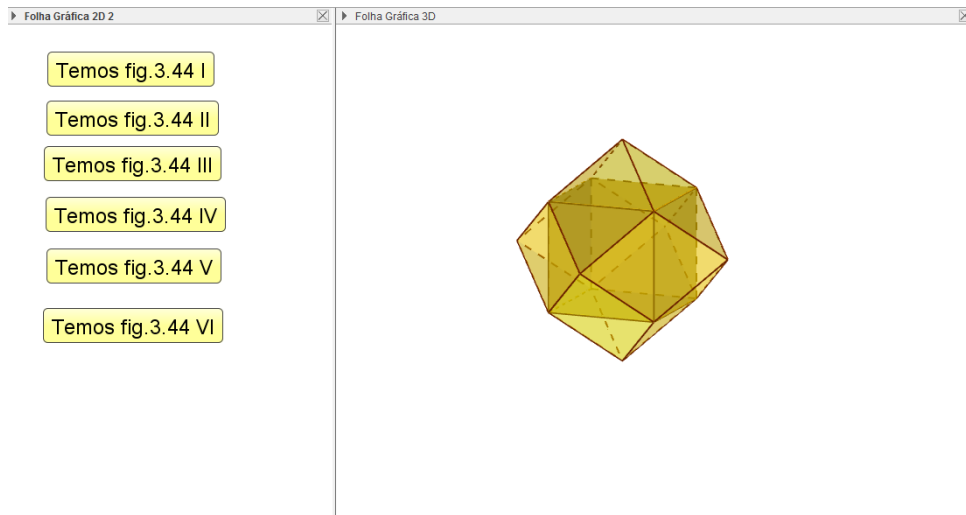 Folha Gráfica 2D 2
Folha Gráfica 3D
Temos fig.3.44 I
Temos fig.3.44 II
Temos fig.3.44 III
Temos fig.3.44 IV
Temos fig.3.44 V
Temos fig.3.44 VI